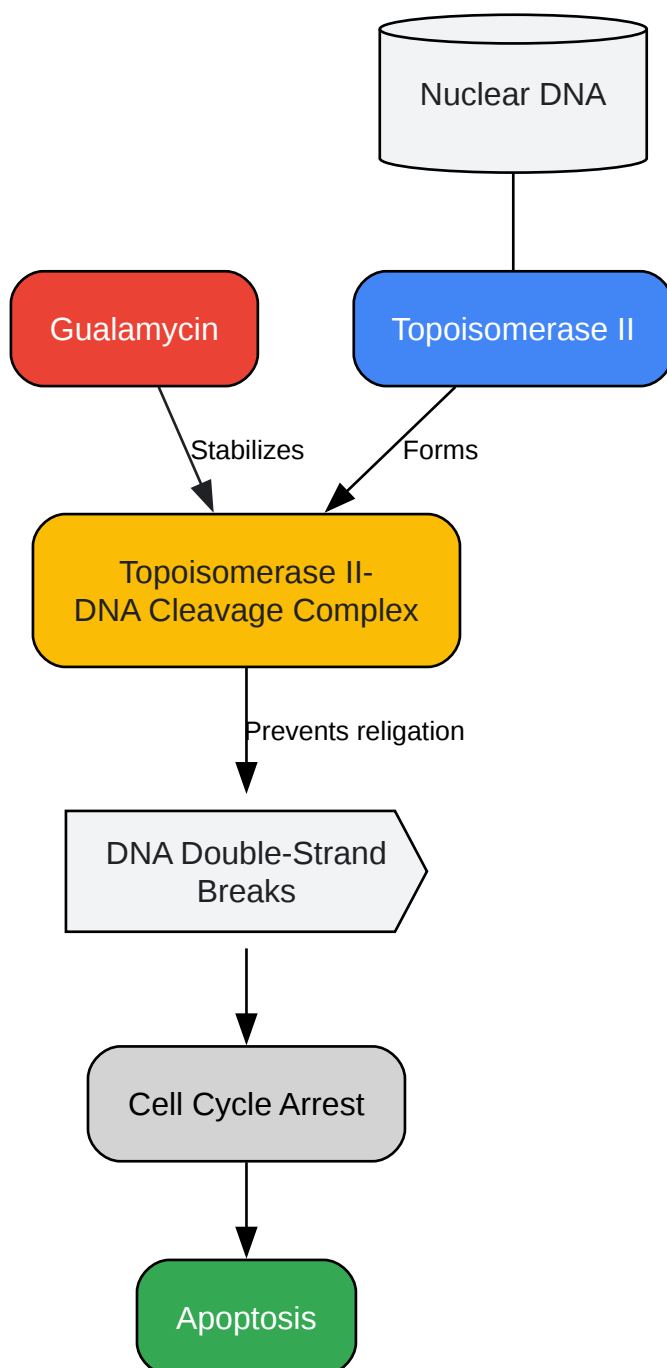 Nuclear DNA
Gualamycin
Topoisomerase II
Stabilizes
Forms
Topoisomerase II-
DNA Cleavage Complex
Prevents religation
DNA Double-Strand
Breaks
Cell Cycle Arrest
Apoptosis